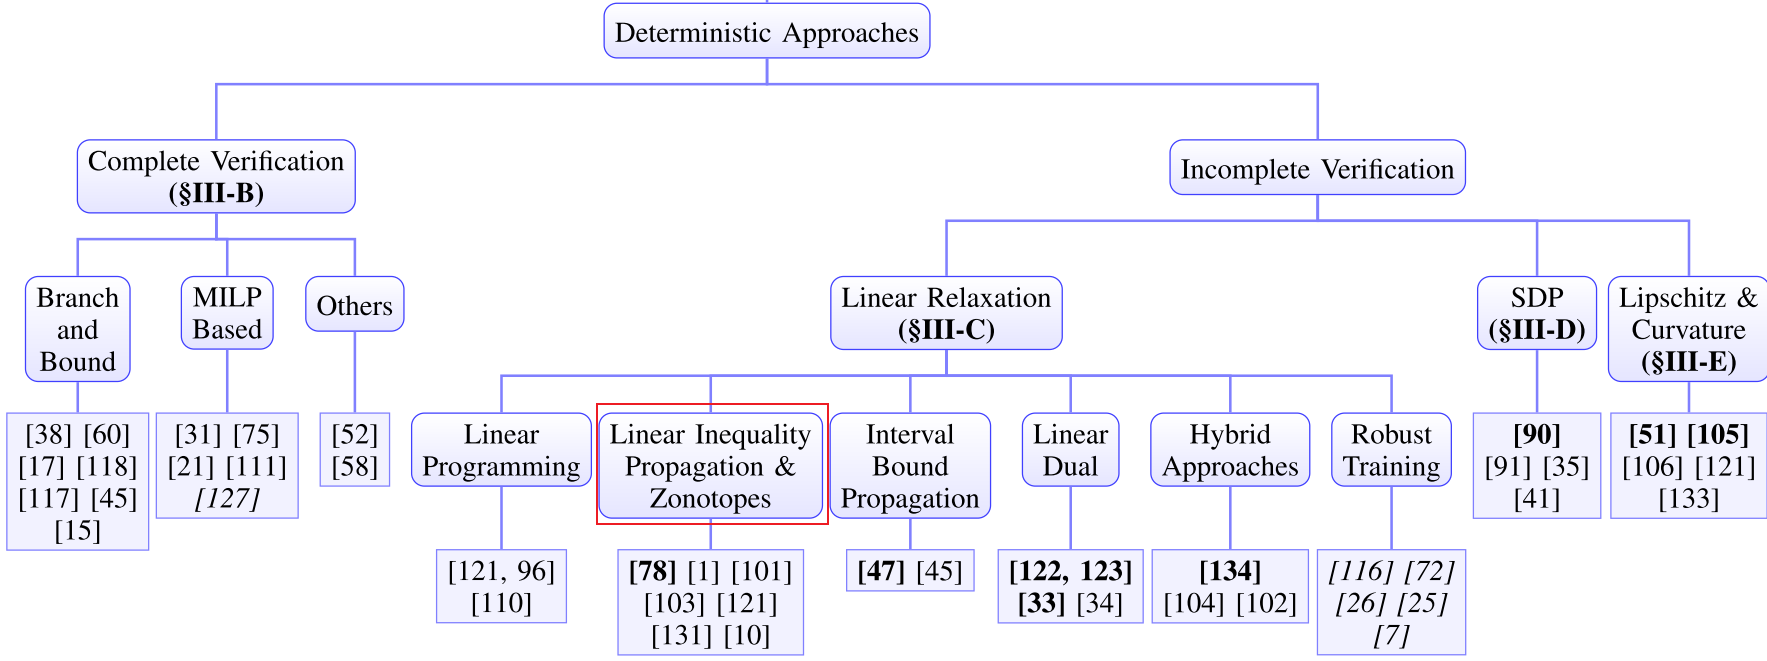 Deterministic Approaches
Complete Verification
(§III-B)
Incomplete Verification
Branch
and
Bound
MILP
Based
Others
Linear Relaxation
(§III-C)
SDP
(§III-D)
Lipschitz &
Curvature
(§III-E)
[38] [60]
[17] [118]
[117] [45]
[15]
[31] [75]
[21] [111]
[127]
[52]
[58]
Linear
Programming
Linear Inequality
Propagation &
Zonotopes
Interval
Bound
Propagation
Linear
Dual
Hybrid
Approaches
Robust
Training
[90]
[91] [35]
[41]
[51] [105]
[106] [121]
[133]
[121, 96]
[110]
[78] [1] [101]
[103] [121]
[131] [10]
[47] [45]
[122, 123]
[33] [34]
[134]
[104] [102]
[116] [72]
[26] [25]
[7]